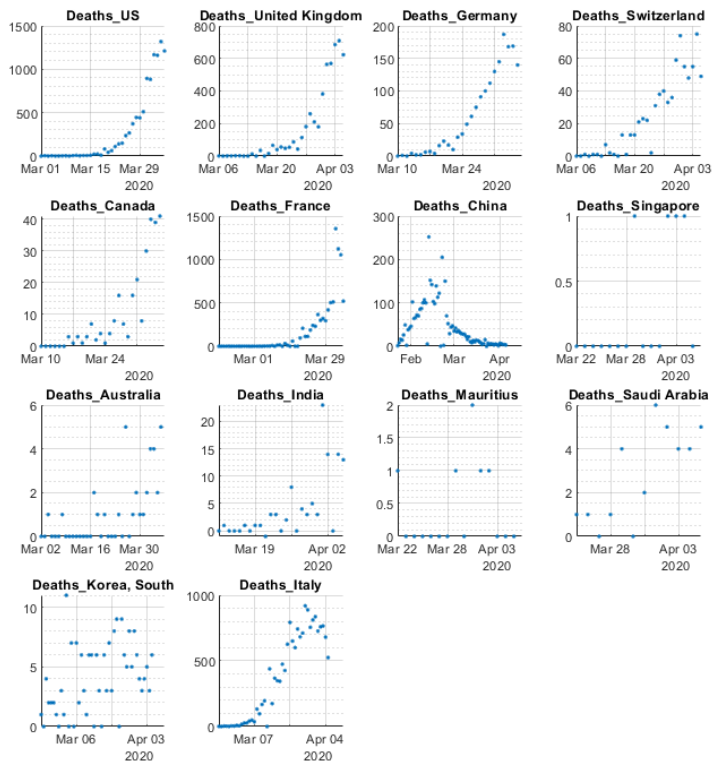 Deaths_US
1500
1000
500
0
Mar 01
Mar 15
Mar 29
2020
Deaths_United Kingdom
800
600
400
200
0
Mar 06
Mar 20
Apr 03
2020
Deaths_Germany
200
150
100
50
0
Mar 10
Mar 24
2020
Deaths_Switzerland
80
60
40
20
0
Mar 06
Mar 20
Apr 03
2020
Deaths_Canada
40
30
20
10
0
Mar 10
Mar 24
2020
Deaths_France
1500
1000
500
0
Mar 01
Mar 29
2020
Deaths_China
300
200
100
0
Feb
Mar
Apr
2020
Deaths_Singapore
1
0.5
0
Mar 22
Mar 28
Apr 03
2020
Deaths_Australia
6
4
2
0
Mar 02
Mar 16
Mar 30
2020
Deaths_India
20
15
10
5
0
Mar 19
Apr 02
2020
Deaths_Mauritius
2
1.5
1
0.5
0
Mar 22
Mar 28
Apr 03
2020
Deaths_Saudi Arabia
6
4
2
0
Mar 28
Apr 03
2020
Deaths_Korea, South
10
5
0
Mar 06
Apr 03
2020
Deaths_Italy
1000
500
0
Mar 07
Apr 04
2020